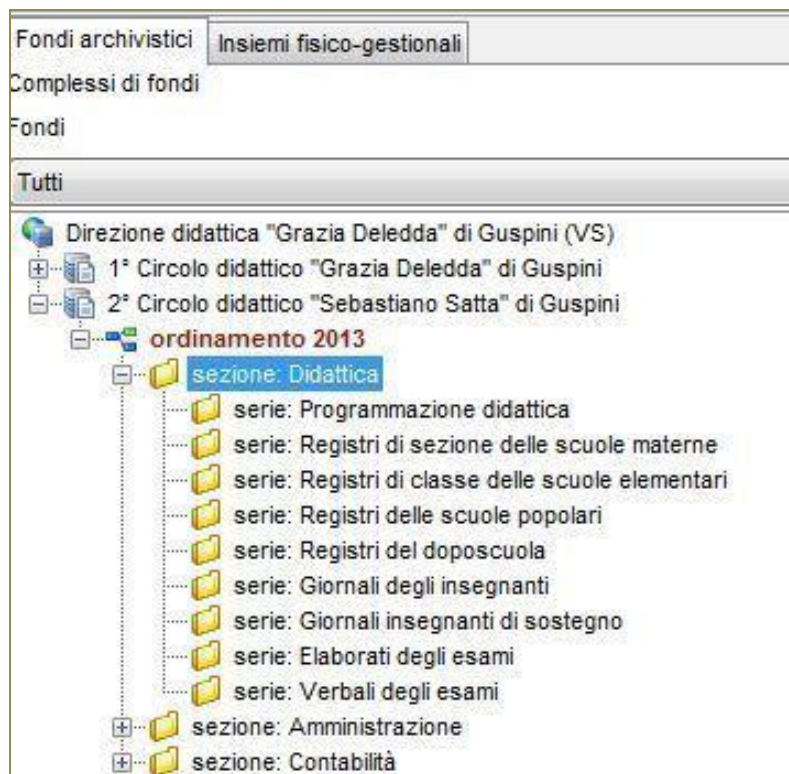 Fondi archivistici Insiemi fisico-gestionali
Complessi di fondi
Fondi
Tutti
Direzione didattica "Grazia Deledda" di Guspini (VS)
1° Circolo didattico "Grazia Deledda" di Guspini
2° Circolo didattico "Sebastiano Satta" di Guspini
ordinamento 2013
sezione: Didattica
serie: Programmazione didattica
serie: Registri di sezione delle scuole materne
serie: Registri di classe delle scuole elementari
serie: Registri delle scuole popolari
serie: Registri del doposcuola
serie: Giornali degli insegnanti
serie: Giornali insegnanti di sostegno
serie: Elaborati degli esami
serie: Verbali degli esami
sezione: Amministrazione
sezione: Contabilità